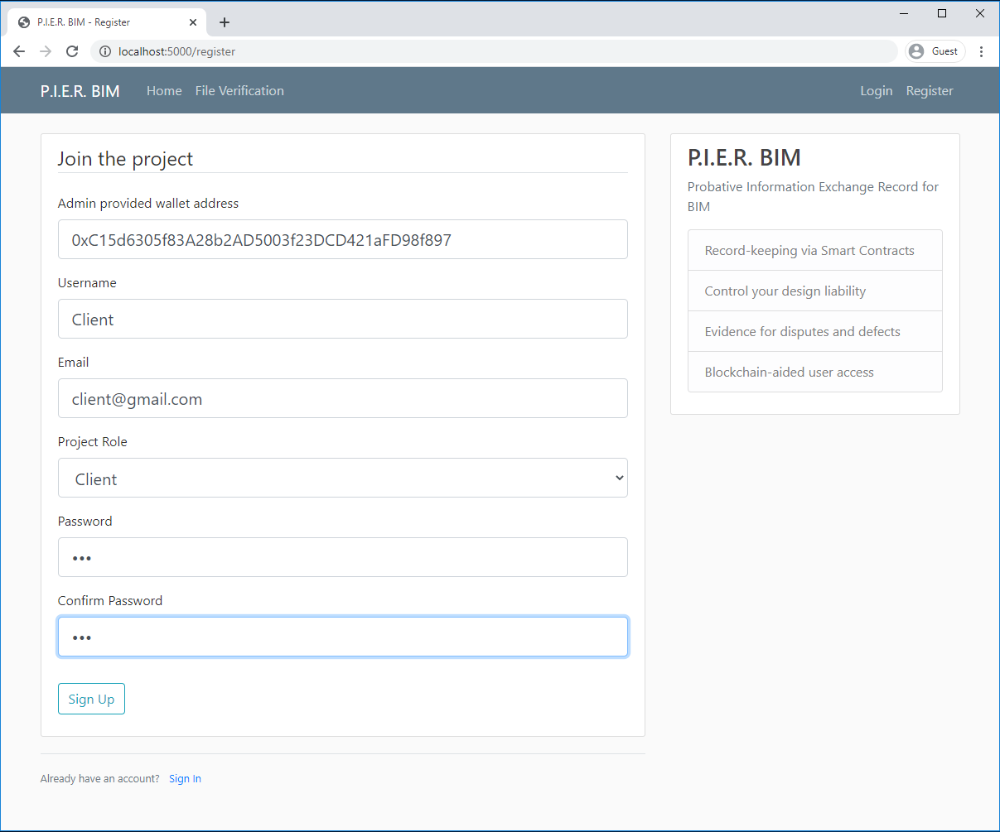 P.I.E.R. BIM - Register
localhost:5000/register
Guest
P.I.E.R. BIM Home File Verification Login Register
Join the project
Admin provided wallet address
0xC15d6305f83A28b2AD5003f23DCD421aFD98f897
Username
Client
Email
client@gmail.com
Project Role
Client
Password
•••
Confirm Password
•••
Sign Up
Already have an account? Sign In
P.I.E.R. BIM
Probative Information Exchange Record for
BIM
Record-keeping via Smart Contracts
Control your design liability
Evidence for disputes and defects
Blockchain-aided user access